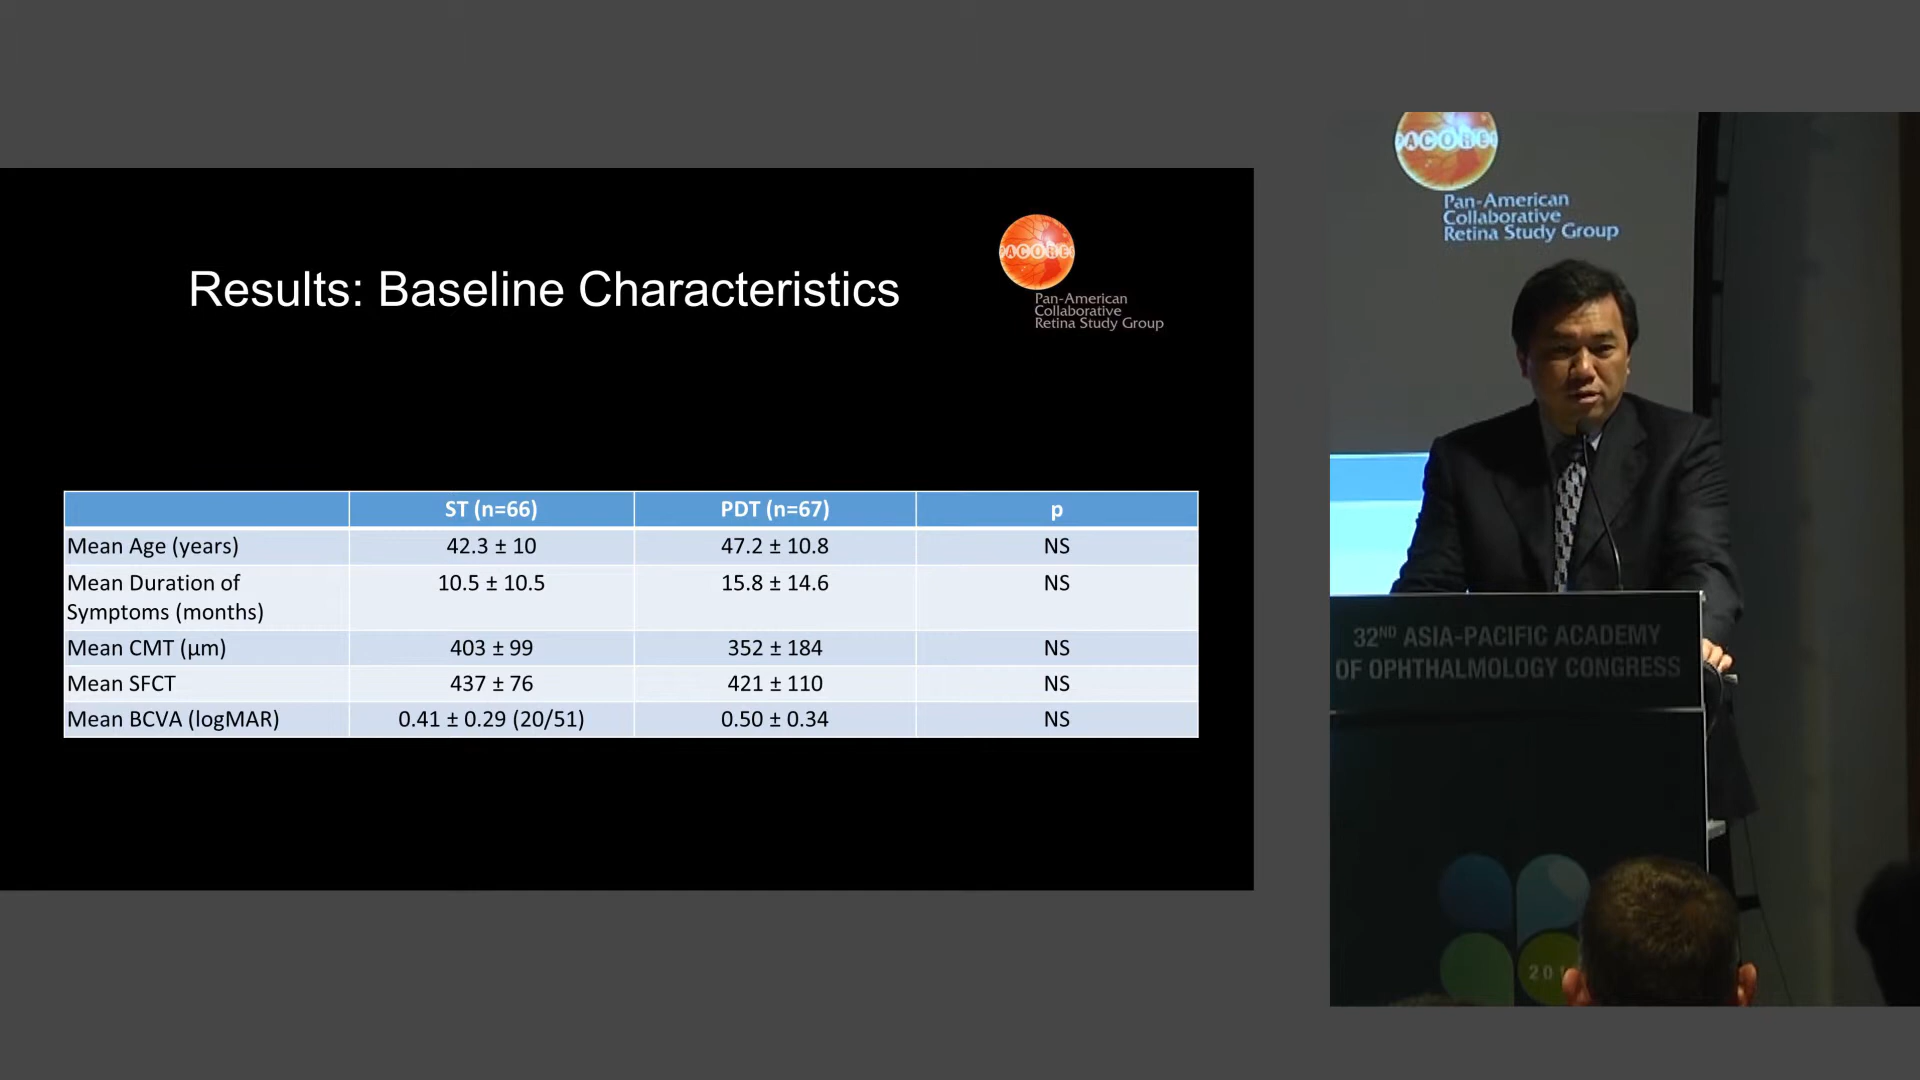 Results: Baseline Characteristics
PACORES
Pan-American
Collaborative
Retina Study Group
ST (n=66) PDT (n=67) p
Mean Age (years) 42.3 ± 10 47.2 ± 10.8 NS
Mean Duration of
Symptoms (months) 10.5 ± 10.5 15.8 ± 14.6 NS
Mean CMT (μm) 403 ± 99 352 ± 184 NS
Mean SFCT 437 ± 76 421 ± 110 NS
Mean BCVA (logMAR) 0.41 ± 0.29 (20/51) 0.50 ± 0.34 NS
PACORES
Pan-American
Collaborative
Retina Study Group
32ND ASIA-PACIFIC ACADEMY
OF OPHTHALMOLOGY CONGRESS